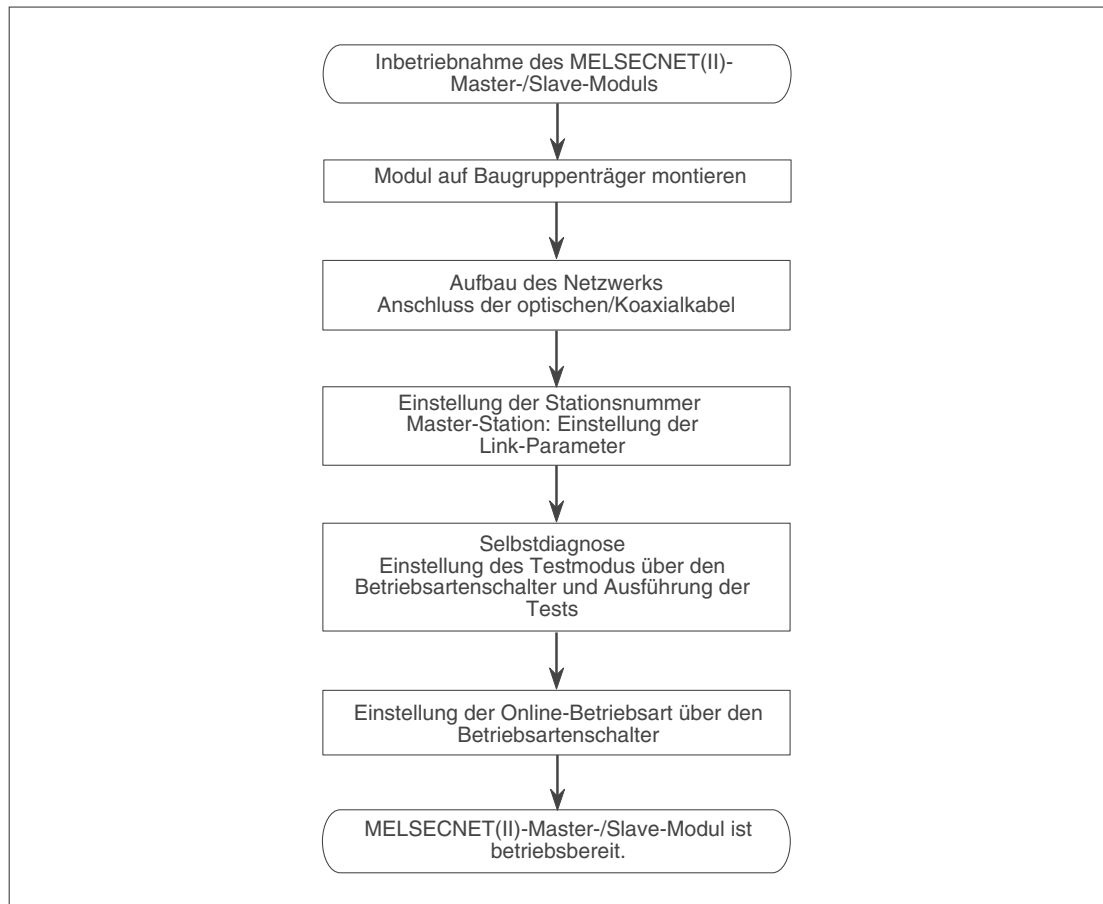 Inbetriebnahme des MELSECNET(II)-
Master-/Slave-Moduls
Modul auf Baugruppenträger montieren
Aufbau des Netzwerks
Anschluss der optischen/Koaxialkabel
Einstellung der Stationsnummer
Master-Station: Einstellung der
Link-Parameter
Selbstdiagnose
Einstellung des Testmodus über den
Betriebsartenschalter und Ausführung der
Tests
Einstellung der Online-Betriebsart über den
Betriebsartenschalter
MELSECNET(II)-Master-/Slave-Modul ist
betriebsbereit.